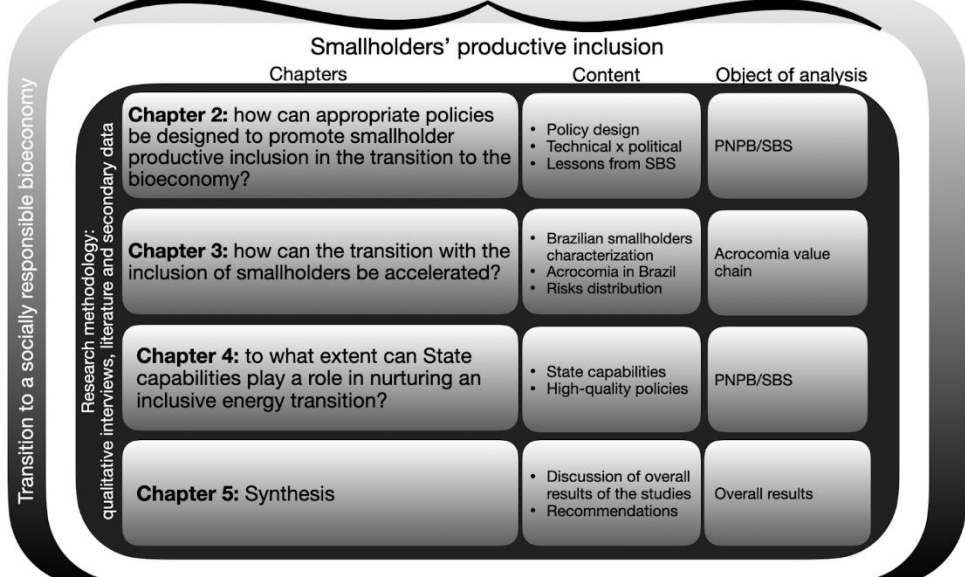 Smallholders’ productive inclusion
Chapters
Content
Object of analysis
Transition to a socially responsible bioeconomy
Research methodology:
qualitative interviews, literature and secondary data
Chapter 2: how can appropriate policies
be designed to promote smallholder
productive inclusion in the transition to the
bioeconomy?
• Policy design
• Technical x political
• Lessons from SBS
PNPB/SBS
Chapter 3: how can the transition with the
inclusion of smallholders be accelerated?
• Brazilian smallholders
characterization
• Acrocomia in Brazil
• Risks distribution
Acrocomia value
chain
Chapter 4: to what extent can State
capabilities play a role in nurturing an
inclusive energy transition?
• State capabilities
• High-quality policies
PNPB/SBS
Chapter 5: Synthesis
• Discussion of overall
results of the studies
• Recommendations
Overall results